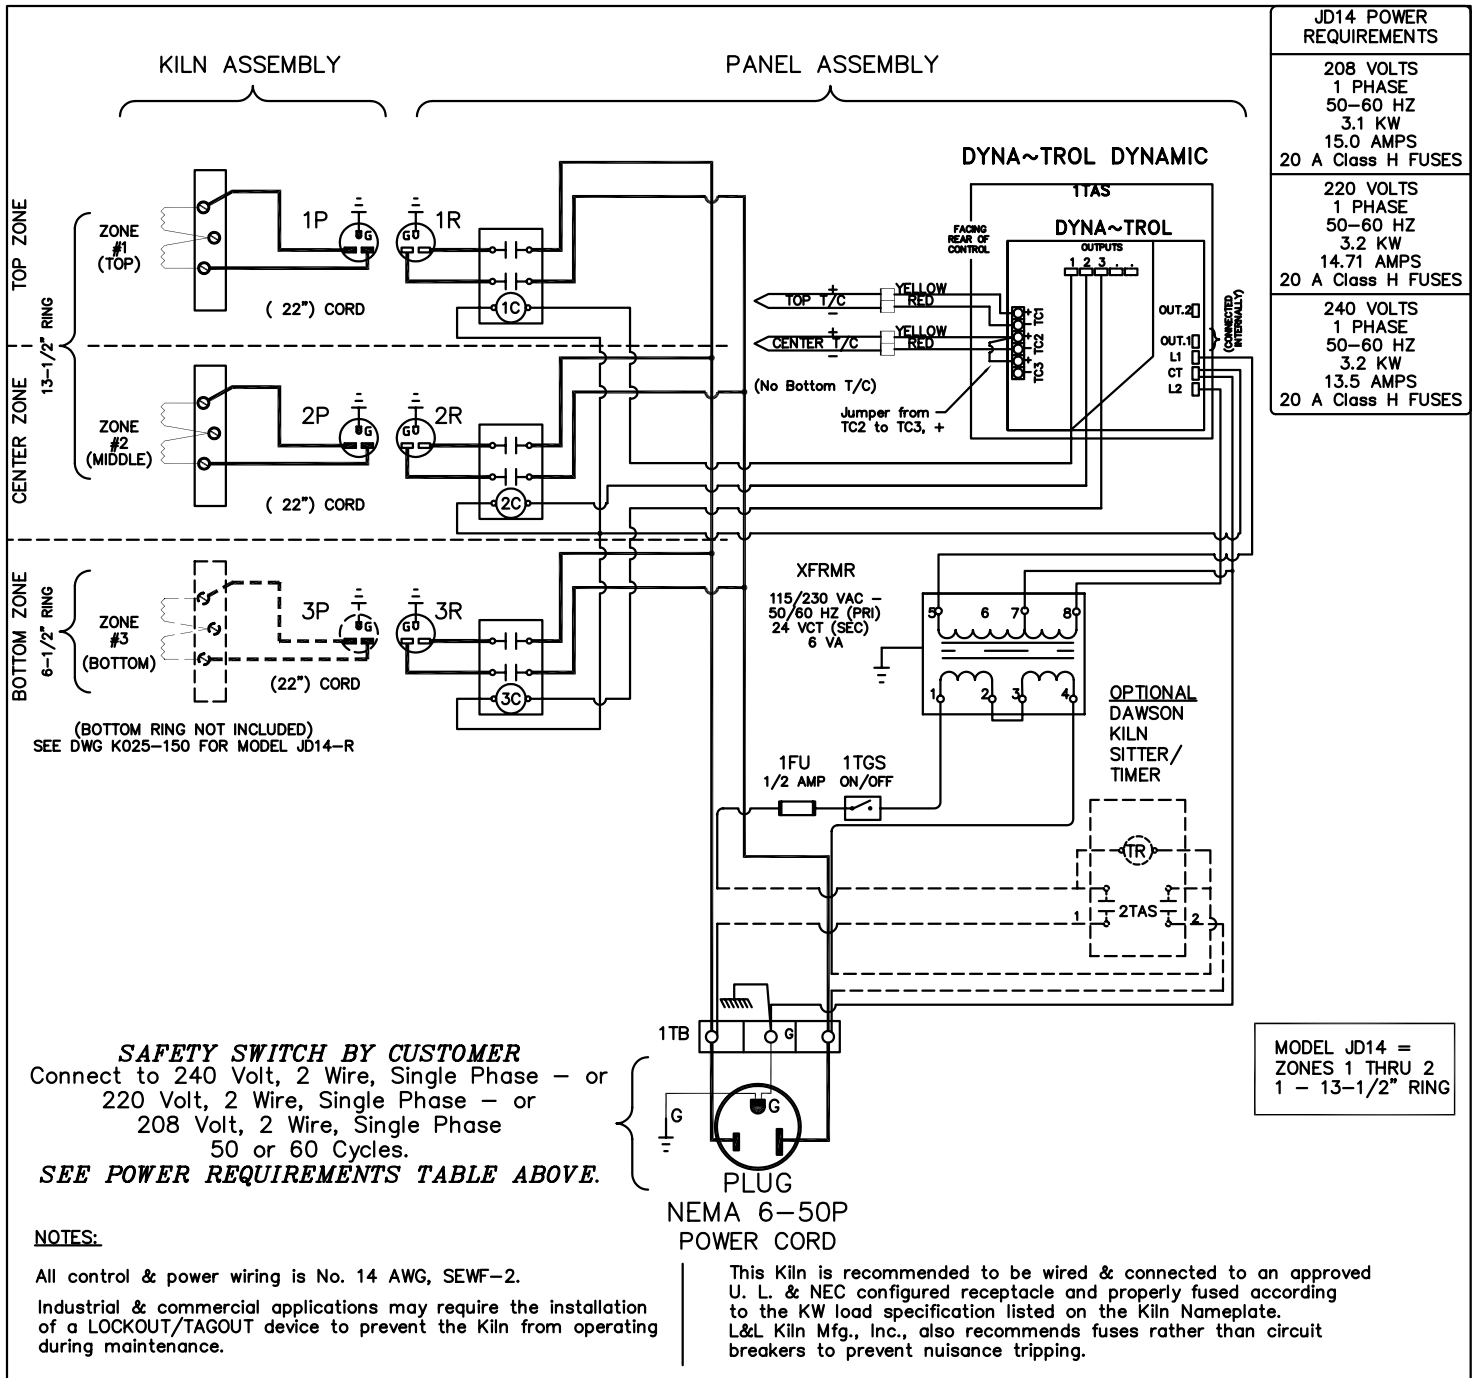 JD14 POWER
REQUIREMENTS
208 VOLTS
1 PHASE
50-60 HZ
3.1 KW
15.0 AMPS
20 A Class H FUSES
220 VOLTS
1 PHASE
50-60 HZ
3.2 KW
14.71 AMPS
20 A Class H FUSES
240 VOLTS
1 PHASE
50-60 HZ
3.2 KW
13.5 AMPS
20 A Class H FUSES
KILN ASSEMBLY
PANEL ASSEMBLY
DYNA~TROL DYNAMIC
1TAS
FACING
REAR OF
CONTROL
DYNA~TROL
OUTPUTS
1 2 3 . .
OUT.2
OUT.1
L1
CT
L2
(CONNECTED
INTERNALLY)
+
TOP T/C
-
YELLOW
RED
+
CENTER T/C
-
YELLOW
RED
+
-
TC1
+
-
TC2
+
-
TC3
(No Bottom T/C)
Jumper from
TC2 to TC3, +
TOP ZONE
13-1/2" RING
ZONE
#1
(TOP)
1P
G
G
1R
( 22") CORD
1C
CENTER ZONE
ZONE
#2
(MIDDLE)
2P
G
G
2R
( 22") CORD
2C
BOTTOM ZONE
6-1/2" RING
ZONE
#3
(BOTTOM)
3P
G
G
3R
(22") CORD
3C
(BOTTOM RING NOT INCLUDED)
SEE DWG K025-150 FOR MODEL JD14-R
XFRMR
115/230 VAC -
50/60 HZ (PRI)
24 VCT (SEC)
6 VA
5 6 7 8
1 2 3 4
1FU
1/2 AMP
1TGS
ON/OFF
OPTIONAL
DAWSON
KILN
SITTER/
TIMER
TR
1 2TAS 2
1TB
G
G
G
PLUG
NEMA 6-50P
POWER CORD
SAFETY SWITCH BY CUSTOMER
Connect to 240 Volt, 2 Wire, Single Phase - or
220 Volt, 2 Wire, Single Phase - or
208 Volt, 2 Wire, Single Phase
50 or 60 Cycles.
SEE POWER REQUIREMENTS TABLE ABOVE.
MODEL JD14 =
ZONES 1 THRU 2
1 - 13-1/2" RING
NOTES:
All control & power wiring is No. 14 AWG, SEWF-2.
Industrial & commercial applications may require the installation
of a LOCKOUT/TAGOUT device to prevent the Kiln from operating
during maintenance.
This Kiln is recommended to be wired & connected to an approved
U. L. & NEC configured receptacle and properly fused according
to the KW load specification listed on the Kiln Nameplate.
L&L Kiln Mfg., Inc., also recommends fuses rather than circuit
breakers to prevent nuisance tripping.